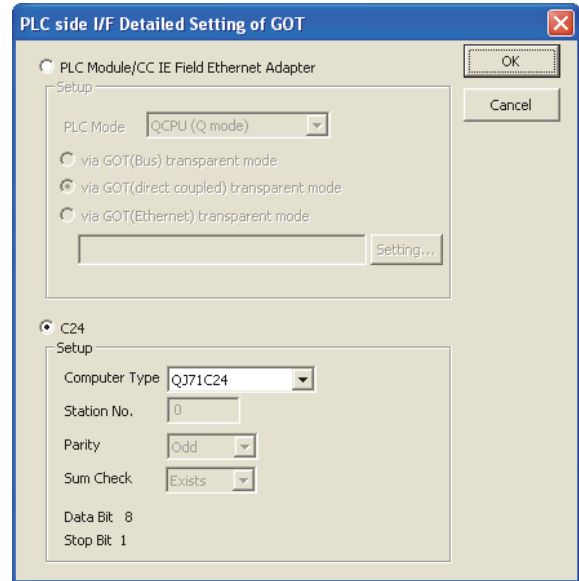 PLC side I/F Detailed Setting of GOT
OK
Cancel
PLC Module/CC IE Field Ethernet Adapter
Setup
PLC Mode QCPU (Q mode)
via GOT(Bus) transparent mode
via GOT(direct coupled) transparent mode
via GOT(Ethernet) transparent mode
Setting...
C24
Setup
Computer Type QJ71C24
Station No. 0
Parity Odd
Sum Check Exists
Data Bit 8
Stop Bit 1